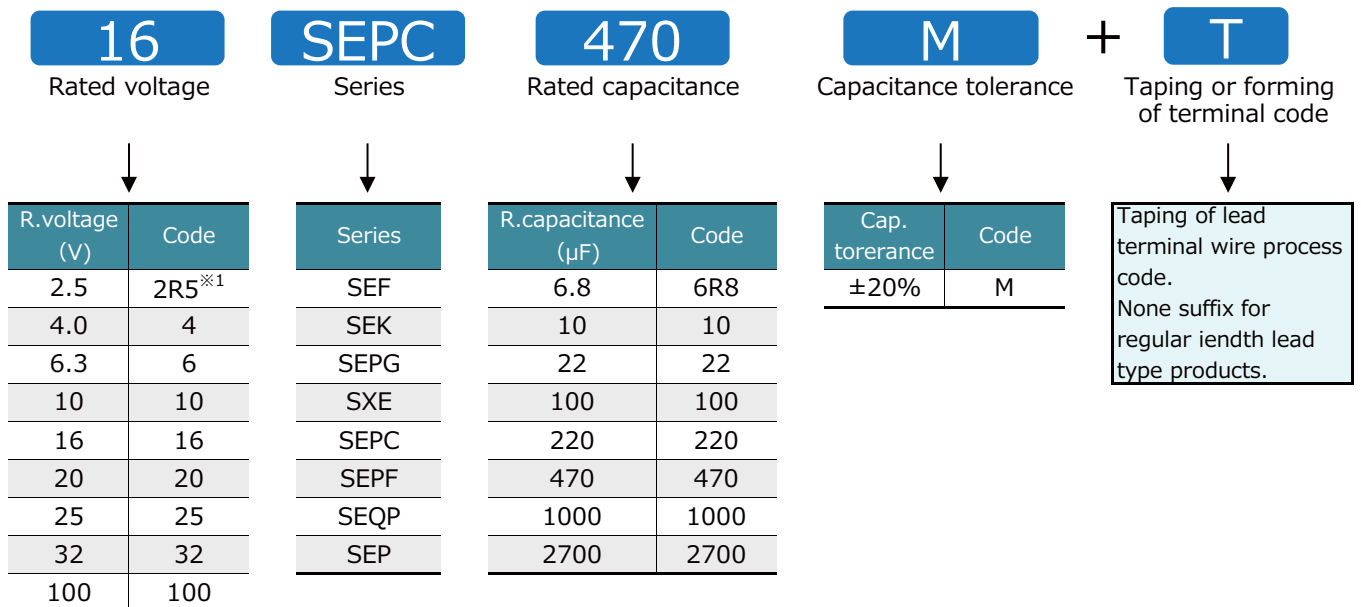 16 SEPC 470 M + T
Rated voltage Series Rated capacitance Capacitance tolerance Taping or forming
of terminal code
R.voltage
(V) Code
2.5 2R5※1
4.0 4
6.3 6
10 10
16 16
20 20
25 25
32 32
100 100
Series
SEF
SEK
SEPG
SXE
SEPC
SEPF
SEQP
SEP
R.capacitance
(μF) Code
6.8 6R8
10 10
22 22
100 100
220 220
470 470
1000 1000
2700 2700
Cap.
torerance Code
±20% M
Taping of lead
terminal wire process
code.
None suffix for
regular iendth lead
type products.